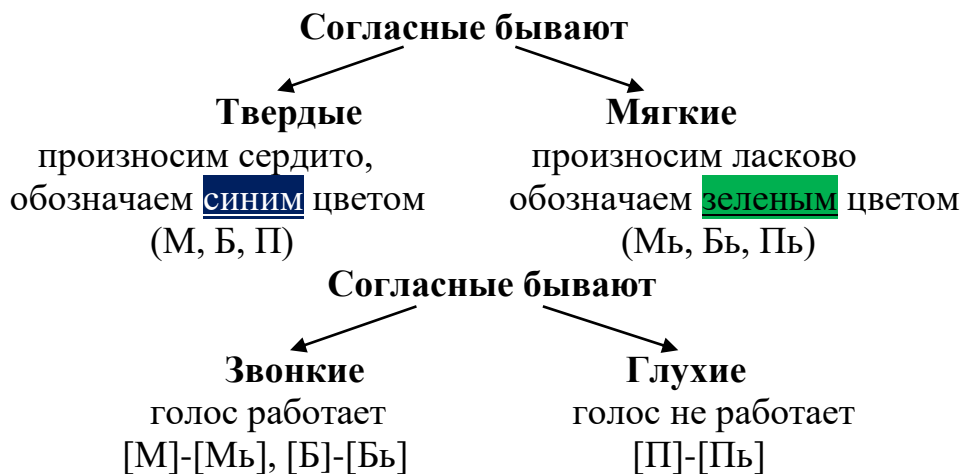 Согласные бывают
Твердые Мягкие
произносим сердито, произносим ласково
обозначаем синим цветом обозначаем зеленым цветом
(М, Б, П) (Мь, Бь, Пь)
Согласные бывают
Звонкие Глухие
голос работает голос не работает
[М]-[Мь], [Б]-[Бь] [П]-[Пь]